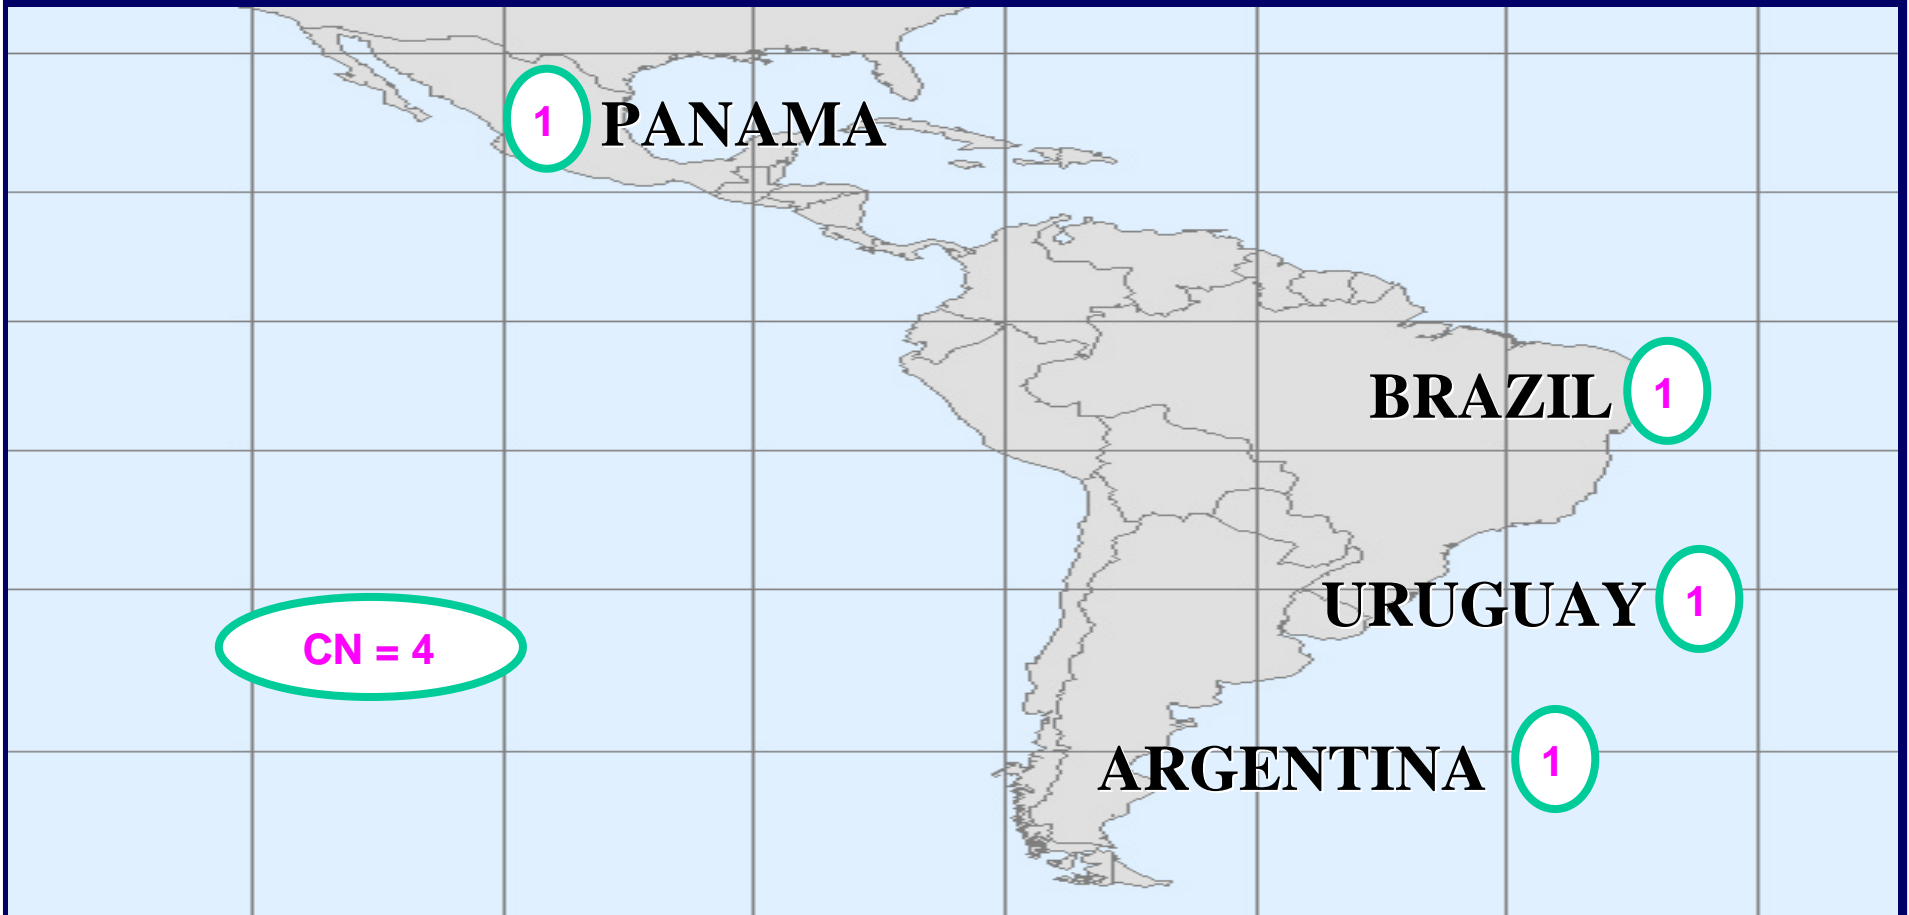 1 PANAMA
BRAZIL 1
URUGUAY 1
CN = 4
ARGENTINA 1